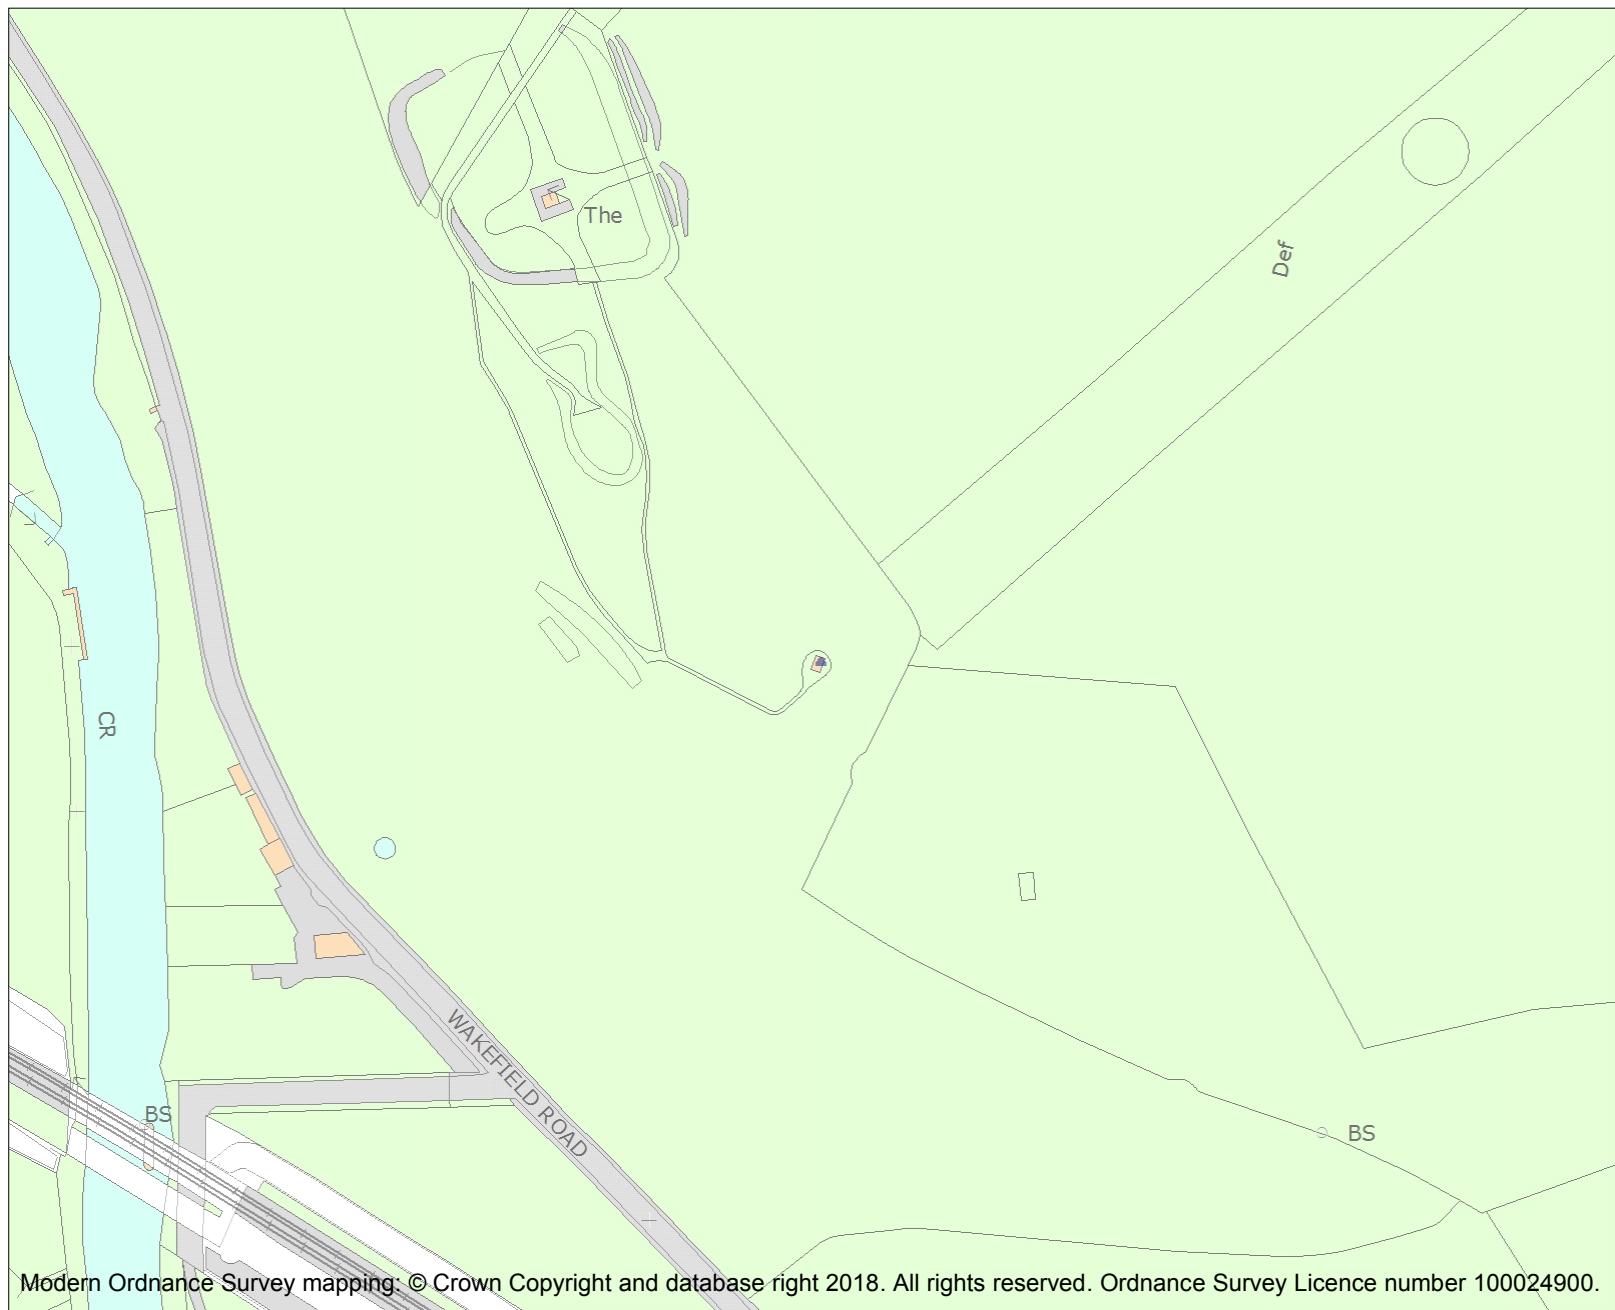 The
Def
CR
WAKEFIELD ROAD
BS
BS
Modern Ordnance Survey mapping: © Crown Copyright and database right 2018. All rights reserved. Ordnance Survey Licence number 100024900.